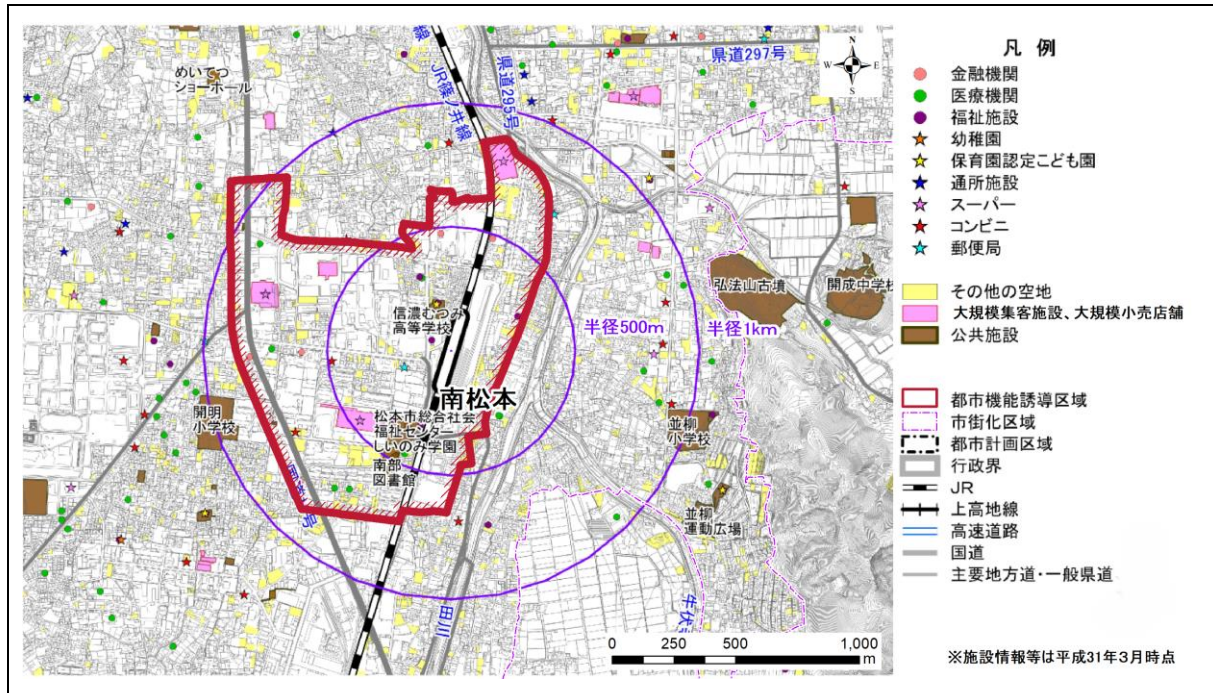 県道297号
めいてつ
ショーホール
県道295号
JR篠ノ井線
N
W
E
S
弘法山古墳
開成中学校
信濃むつみ
高等学校
半径500m
半径1km
南松本
開明
小学校
松本市総合社会
福祉センター
しいのみ学園
南部
図書館
並柳
小学校
並柳
運動広場
田川
0 250 500 1,000
m
凡 例
金融機関
医療機関
福祉施設
幼稚園
保育園認定こども園
通所施設
スーパー
コンビニ
郵便局
その他の空地
大規模集客施設、大規模小売店舗
公共施設
都市機能誘導区域
市街化区域
都市計画区域
行政界
JR
上高地線
高速道路
国道
主要地方道・一般県道
※施設情報等は平成31年3月時点